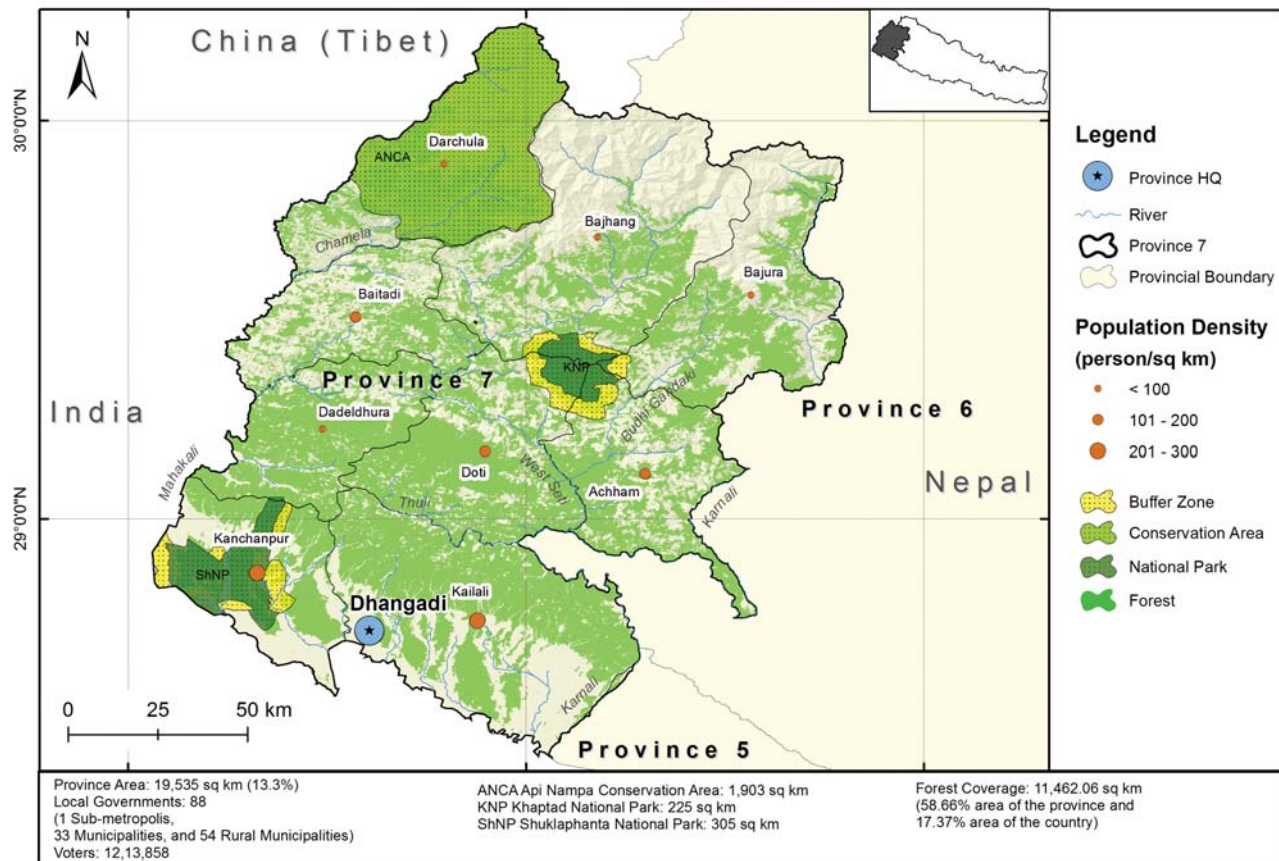 China (Tibet)
N
30°0'0"N
29°0'0"N
Darchula
ANCA
Bajhang
Chamela
Bajura
Baitadi
KNP
Province 7
Budhi Gandaki
India
Dadeldhura
Province 6
Mahakali
Doti
West Seti
Achham
Nepal
Thuli
Karnali
Kanchanpur
ShNP
Dhangadi
Kailali
Karnali
0 25 50 km
Province 5
Legend
Province HQ
River
Province 7
Provincial Boundary
Population Density
(person/sq km)
< 100
101 - 200
201 - 300
Buffer Zone
Conservation Area
National Park
Forest
Province Area: 19,535 sq km (13.3%)
Local Governments: 88
(1 Sub-metropolis,
33 Municipalities, and 54 Rural Municipalities)
Voters: 12,13,858
ANCA Api Nampa Conservation Area: 1,903 sq km
KNP Khaptad National Park: 225 sq km
ShNP Shuklaphanta National Park: 305 sq km
Forest Coverage: 11,462.06 sq km
(58.66% area of the province and
17.37% area of the country)